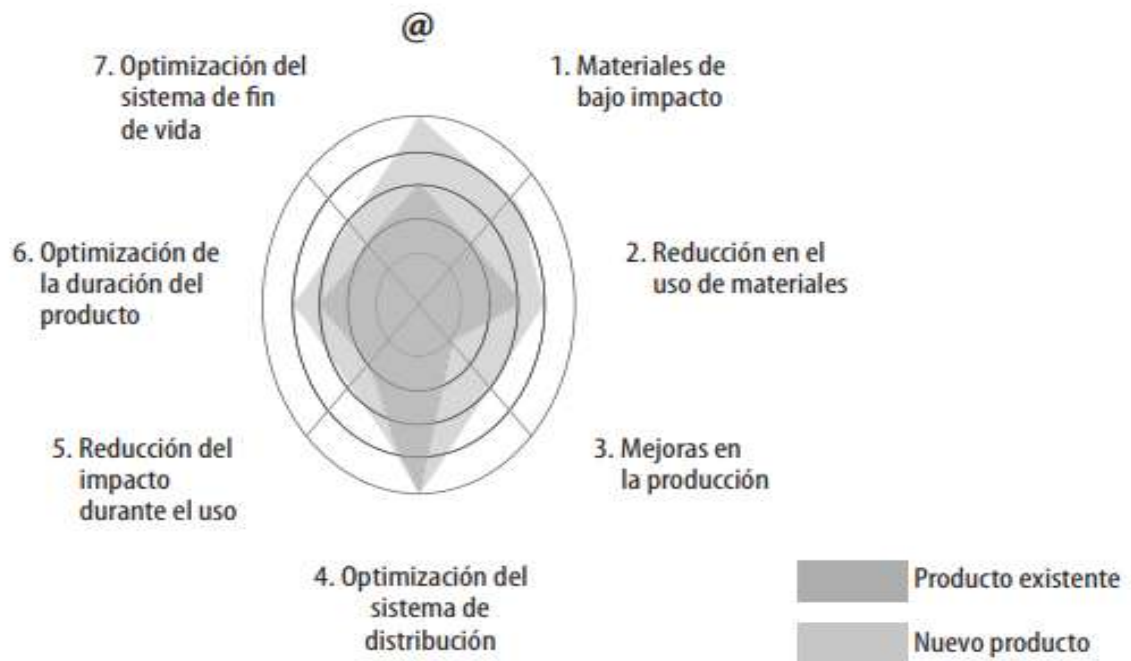 @
7. Optimización del
sistema de fin
de vida
1. Materiales de
bajo impacto
6. Optimización de
la duración del
producto
2. Reducción en el
uso de materiales
5. Reducción del
impacto
durante el uso
3. Mejoras en
la producción
4. Optimización del
sistema de
distribución
Producto existente
Nuevo producto